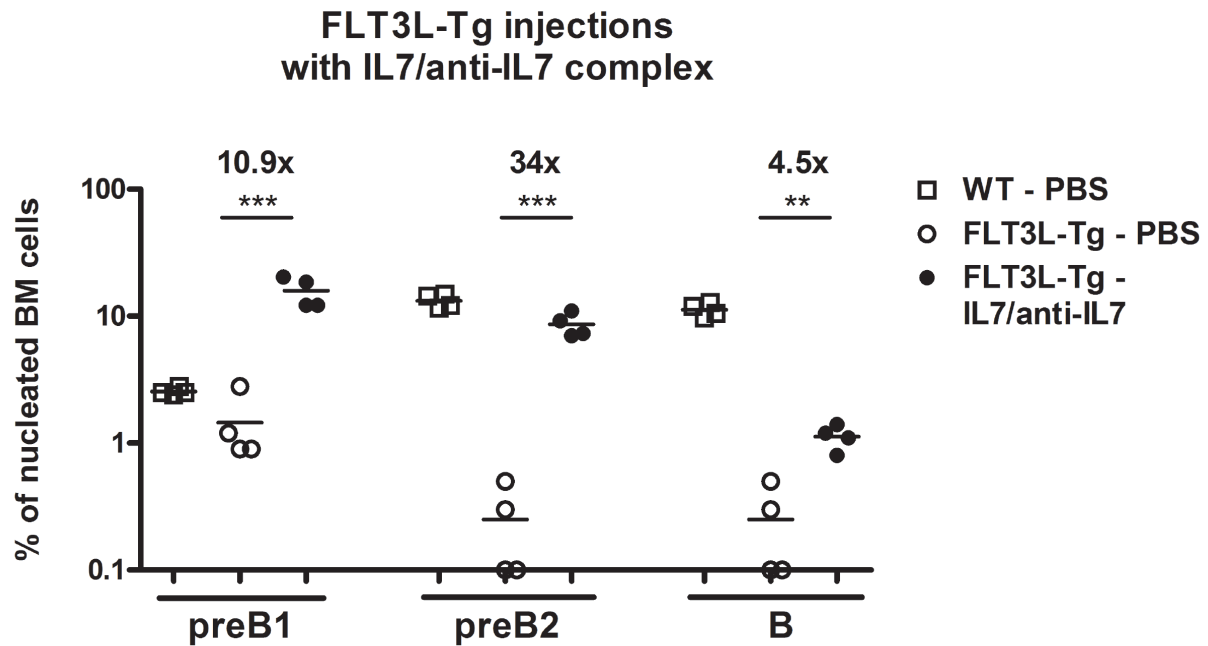 FLT3L-Tg injections
with IL7/anti-IL7 complex
10.9x
34x
4.5x
***
***
**
% of nucleated BM cells
100
10
1
0.1
preB1
preB2
B
WT - PBS
FLT3L-Tg - PBS
FLT3L-Tg -
IL7/anti-IL7